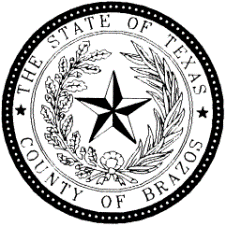 THE STATE OF TEXAS
COUNTY OF BRAZOS